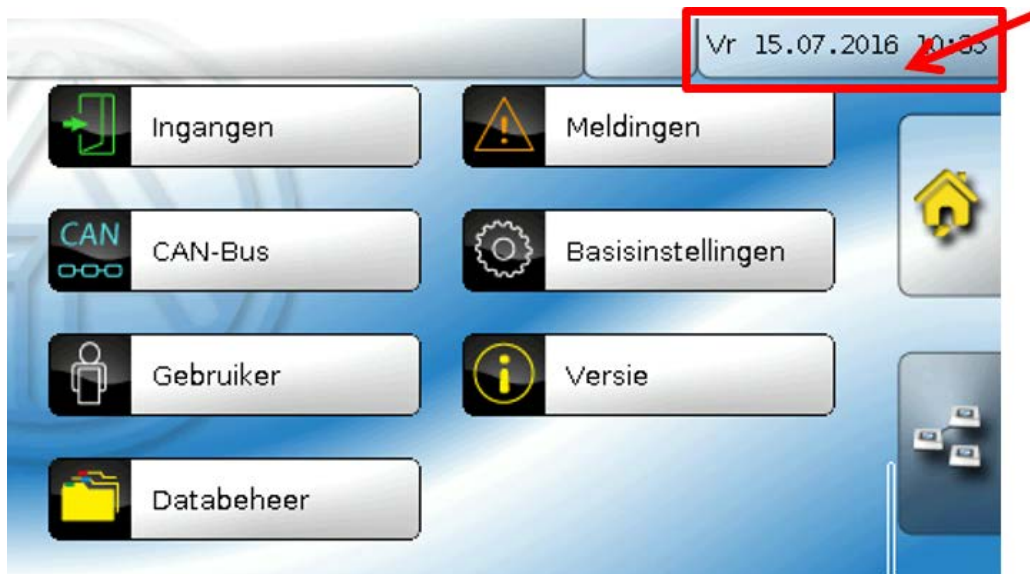 Vr 15.07.2016
Ingangen
Meldingen
CAN
CAN-Bus
Basisinstellingen
Gebruiker
Versie
Databeheer